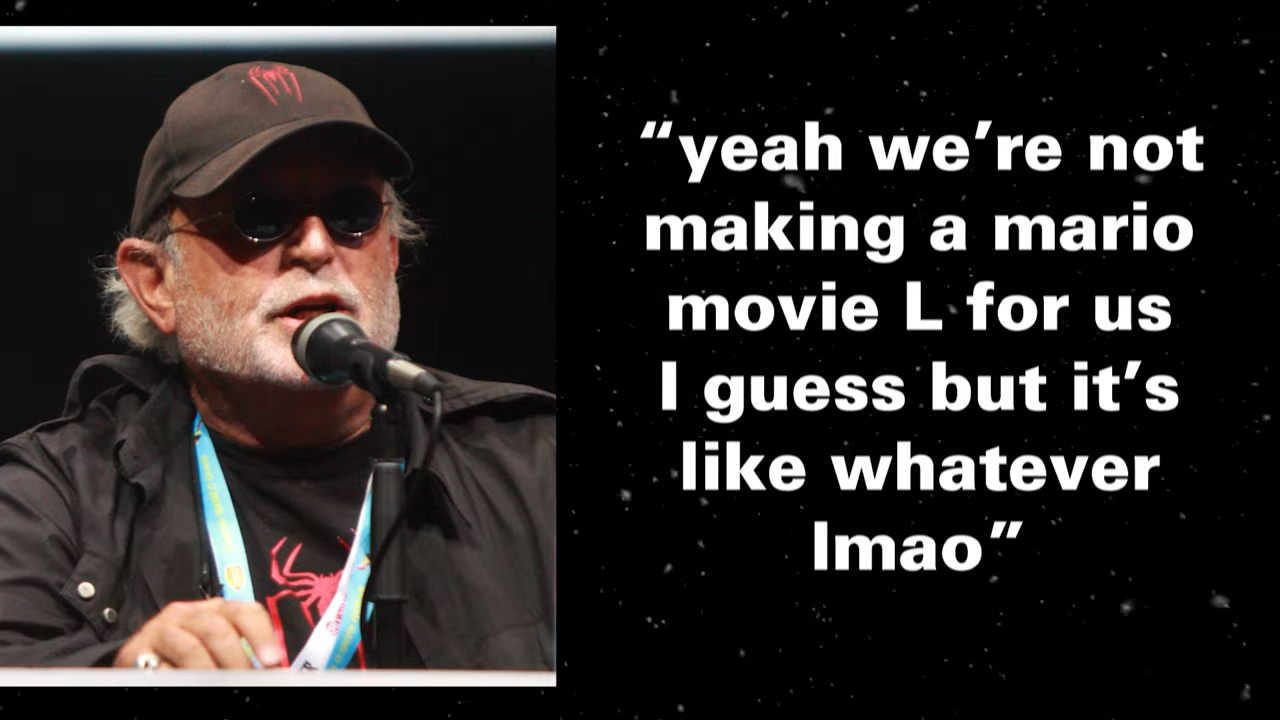 “yeah we’re not
making a mario
movie L for us
I guess but it’s
like whatever
lmao”